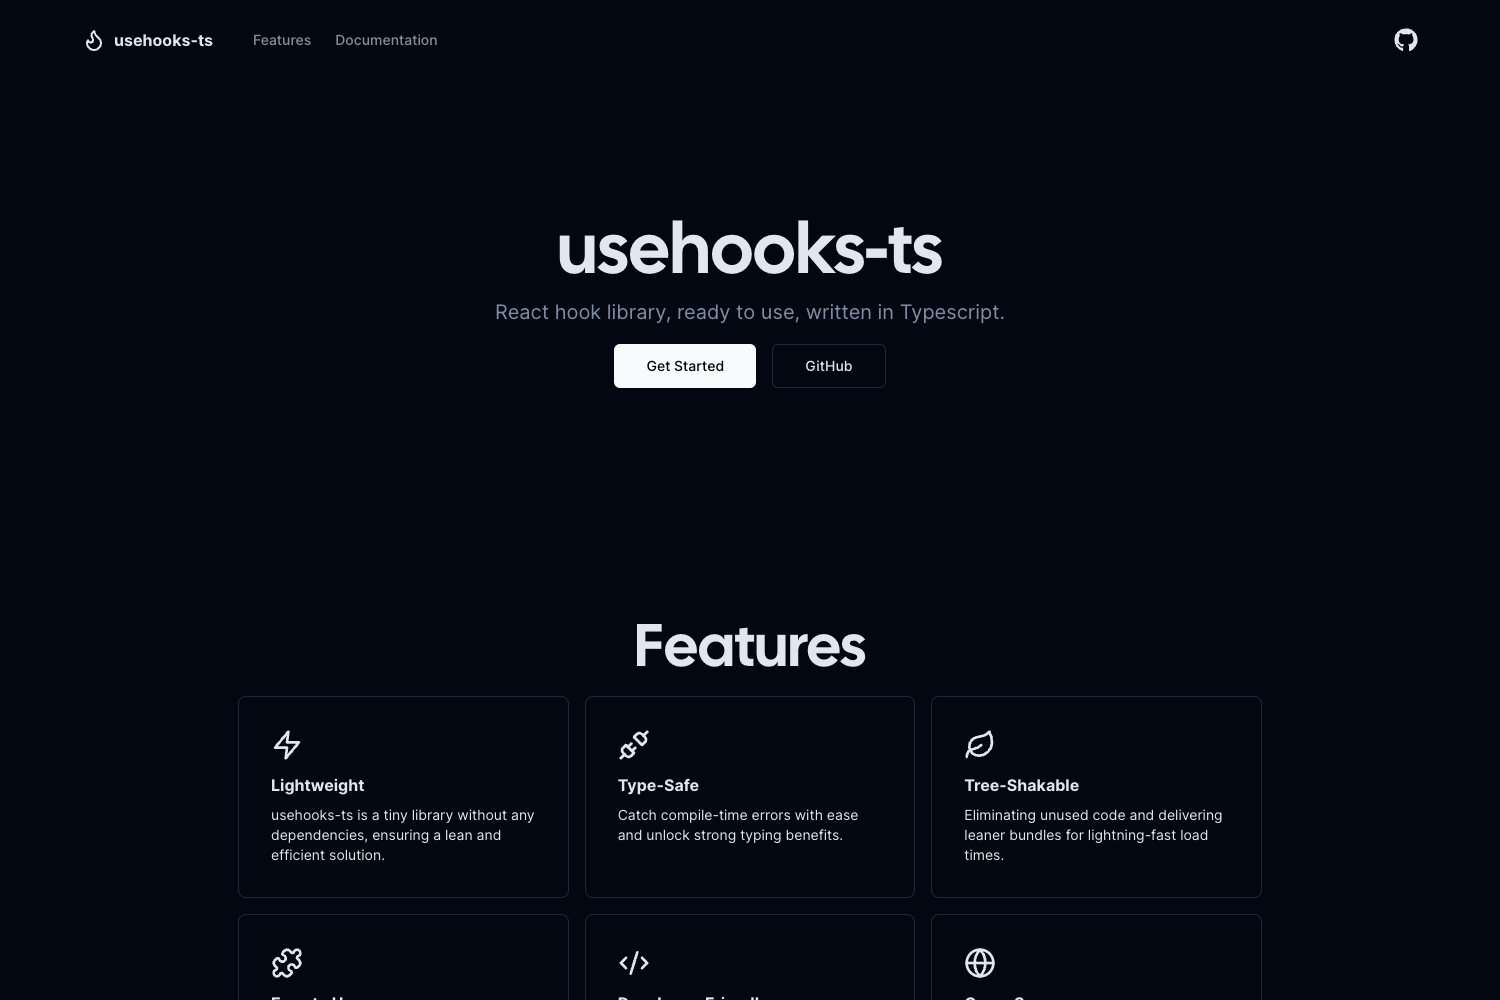 usehooks-ts
Features
Documentation
usehooks-ts
React hook library, ready to use, written in Typescript.
Get Started
GitHub
Features
Lightweight
usehooks-ts is a tiny library without any
dependencies, ensuring a lean and
efficient solution.
Type-Safe
Catch compile-time errors with ease
and unlock strong typing benefits.
Tree-Shakable
Eliminating unused code and delivering
leaner bundles for lightning-fast load
times.